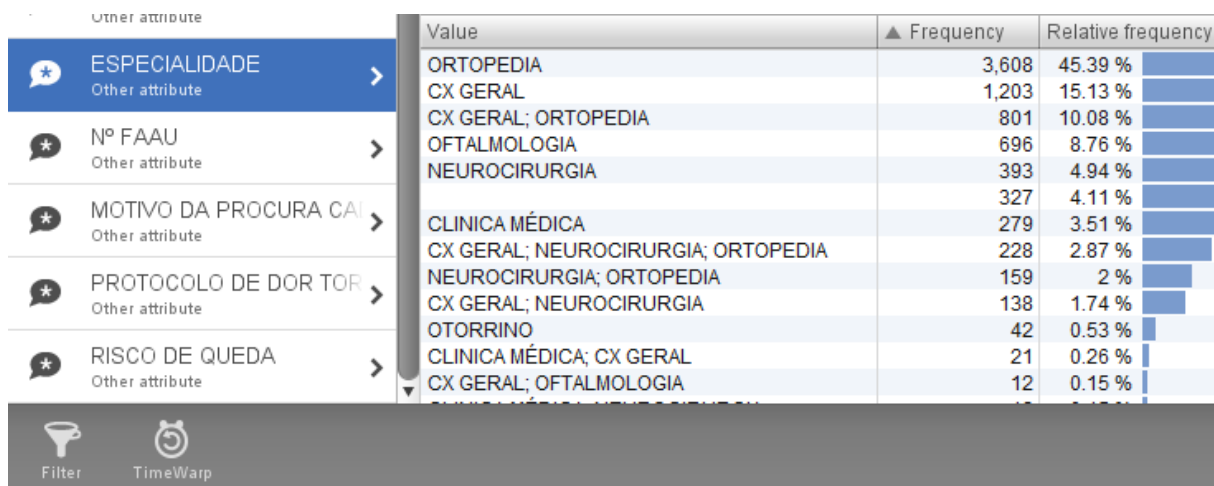 Other attribute
ESPECIALIDADE
Other attribute
Nº FAAU
Other attribute
MOTIVO DA PROCURA
Other attribute
PROTOCOLO DE DOR TOR
Other attribute
RISCO DE QUEDA
Other attribute
Value ▲ Frequency Relative frequency
ORTOPEDIA 3,608 45.39 %
CX GERAL 1,203 15.13 %
CX GERAL; ORTOPEDIA 801 10.08 %
OFTALMOLOGIA 696 8.76 %
NEUROCIRURGIA 393 4.94 %
327 4.11 %
CLINICA MÉDICA 279 3.51 %
CX GERAL; NEUROCIRURGIA; ORTOPEDIA 228 2.87 %
NEUROCIRURGIA; ORTOPEDIA 159 2 %
CX GERAL; NEUROCIRURGIA 138 1.74 %
OTORRINO 42 0.53 %
CLINICA MÉDICA; CX GERAL 21 0.26 %
CX GERAL; OFTALMOLOGIA 12 0.15 %
Filter TimeWarp